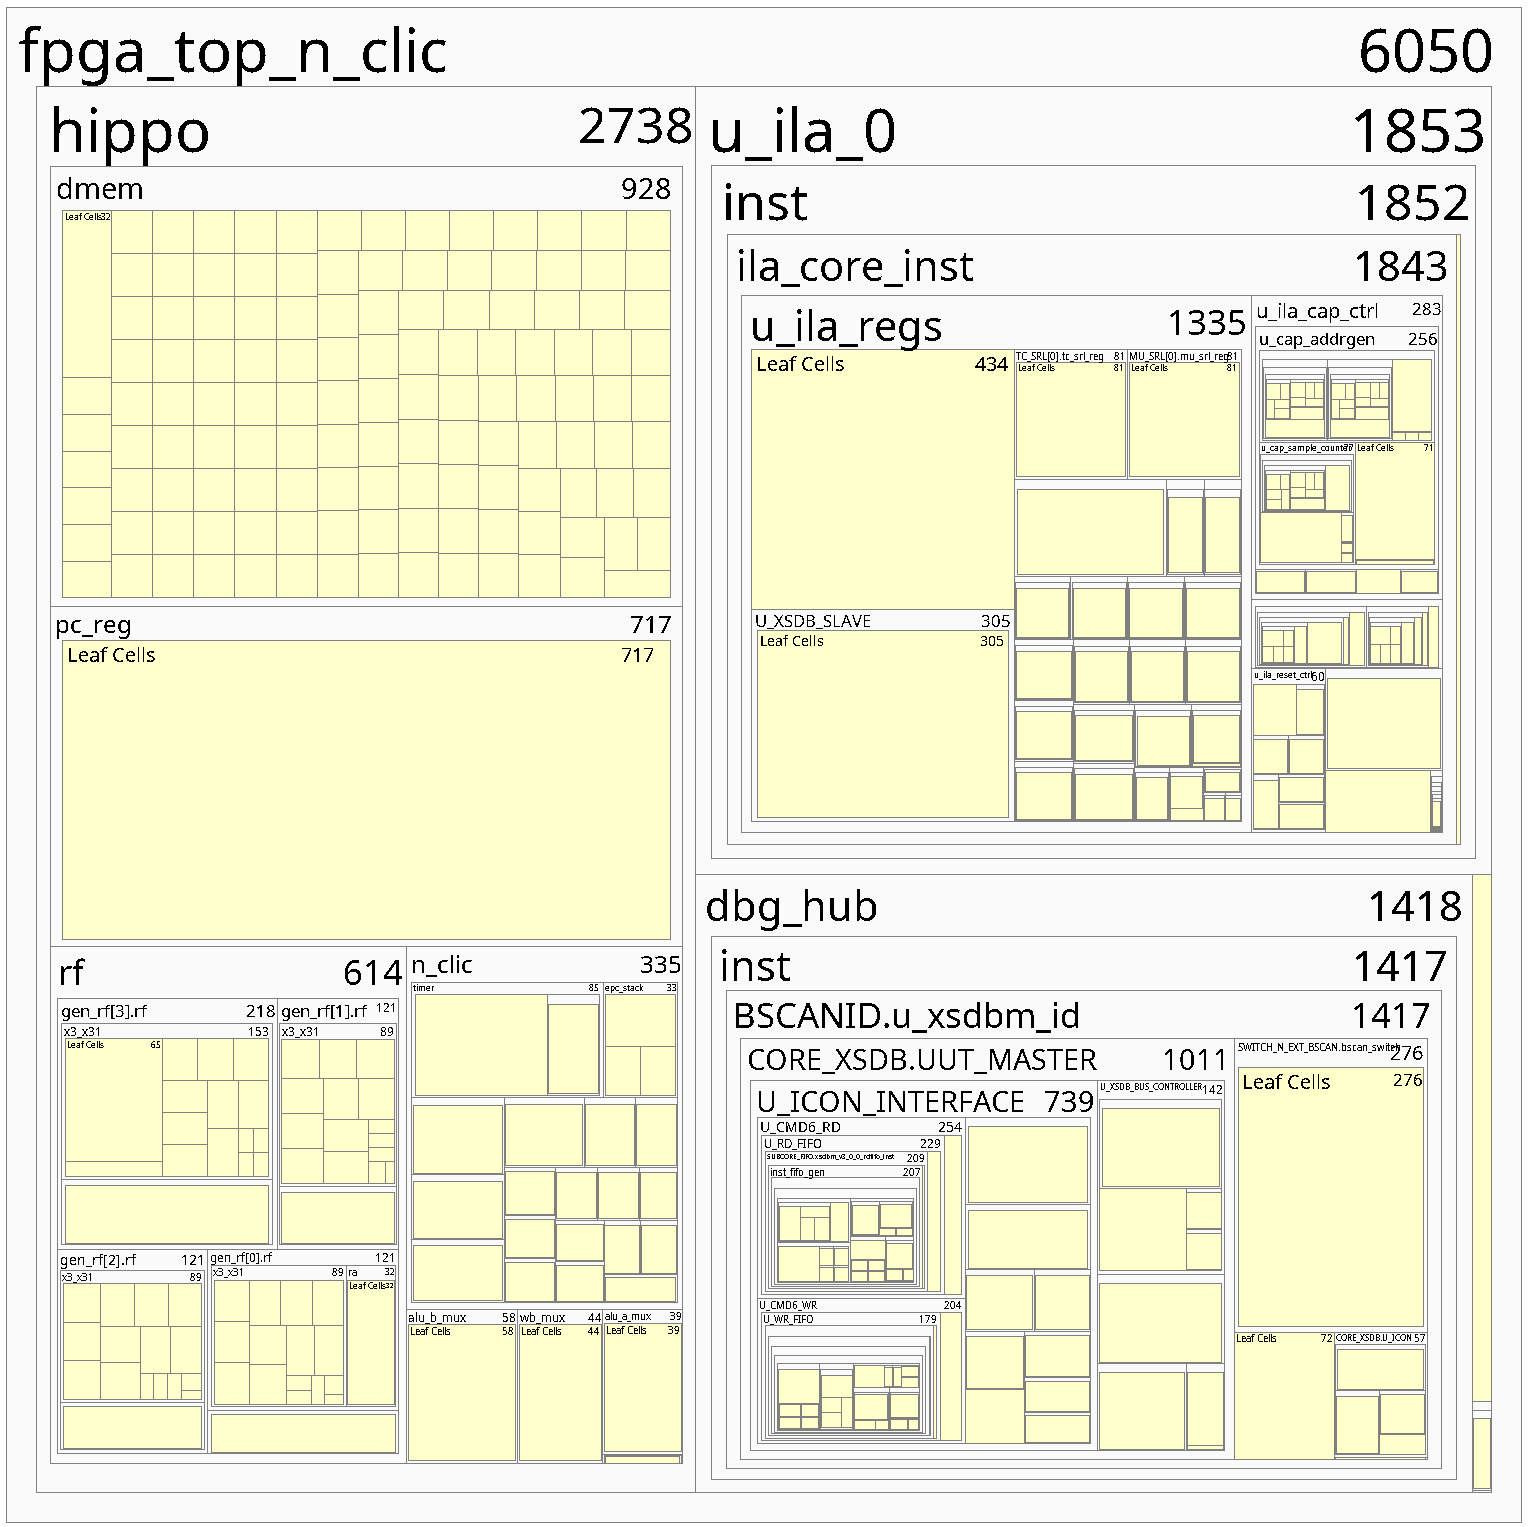 fpga_top_n_clic 6050
hippo 2738
dmem 928
Leaf Cells 32
pc_reg 717
Leaf Cells 717
rf 614
gen_rf[3].rf 218
x3_x31 153
Leaf Cells 65
gen_rf[1].rf 121
x3_x31 89
gen_rf[2].rf 121
x3_x31 89
gen_rf[0].rf 121
x3_x31 89
ra 32
Leaf Cells 32
n_clic 335
timer 85
epc_stack 33
alu_b_mux 58
Leaf Cells 58
wb_mux 44
Leaf Cells 44
alu_a_mux 39
Leaf Cells 39
u_ila_0 1853
inst 1852
ila_core_inst 1843
u_ila_regs 1335
Leaf Cells 434
U_XSDB_SLAVE 305
Leaf Cells 305
TC_SRL[0].tc_srl_reg 81
Leaf Cells 81
MU_SRL[0].mu_srl_reg 81
Leaf Cells 81
u_ila_cap_ctrl 283
u_cap_addrgen 256
u_cap_sample_counter 77
Leaf Cells 71
u_ila_reset_ctrl 60
dbg_hub 1418
inst 1417
BSCANID.u_xsdbm_id 1417
CORE_XSDB.UUT_MASTER 1011
U_ICON_INTERFACE 739
U_CMD6_RD 254
U_RD_FIFO 229
SUBCORE_FIFO.xsdbm_v3_0_0_rdfifo_inst 209
inst_fifo_gen 207
U_CMD6_WR 204
U_WR_FIFO 179
U_XSDB_BUS_CONTROLLER 142
SWITCH_N_EXT_BSCAN.bscan_switch 276
Leaf Cells 276
Leaf Cells 72
CORE_XSDB.U_ICON 57